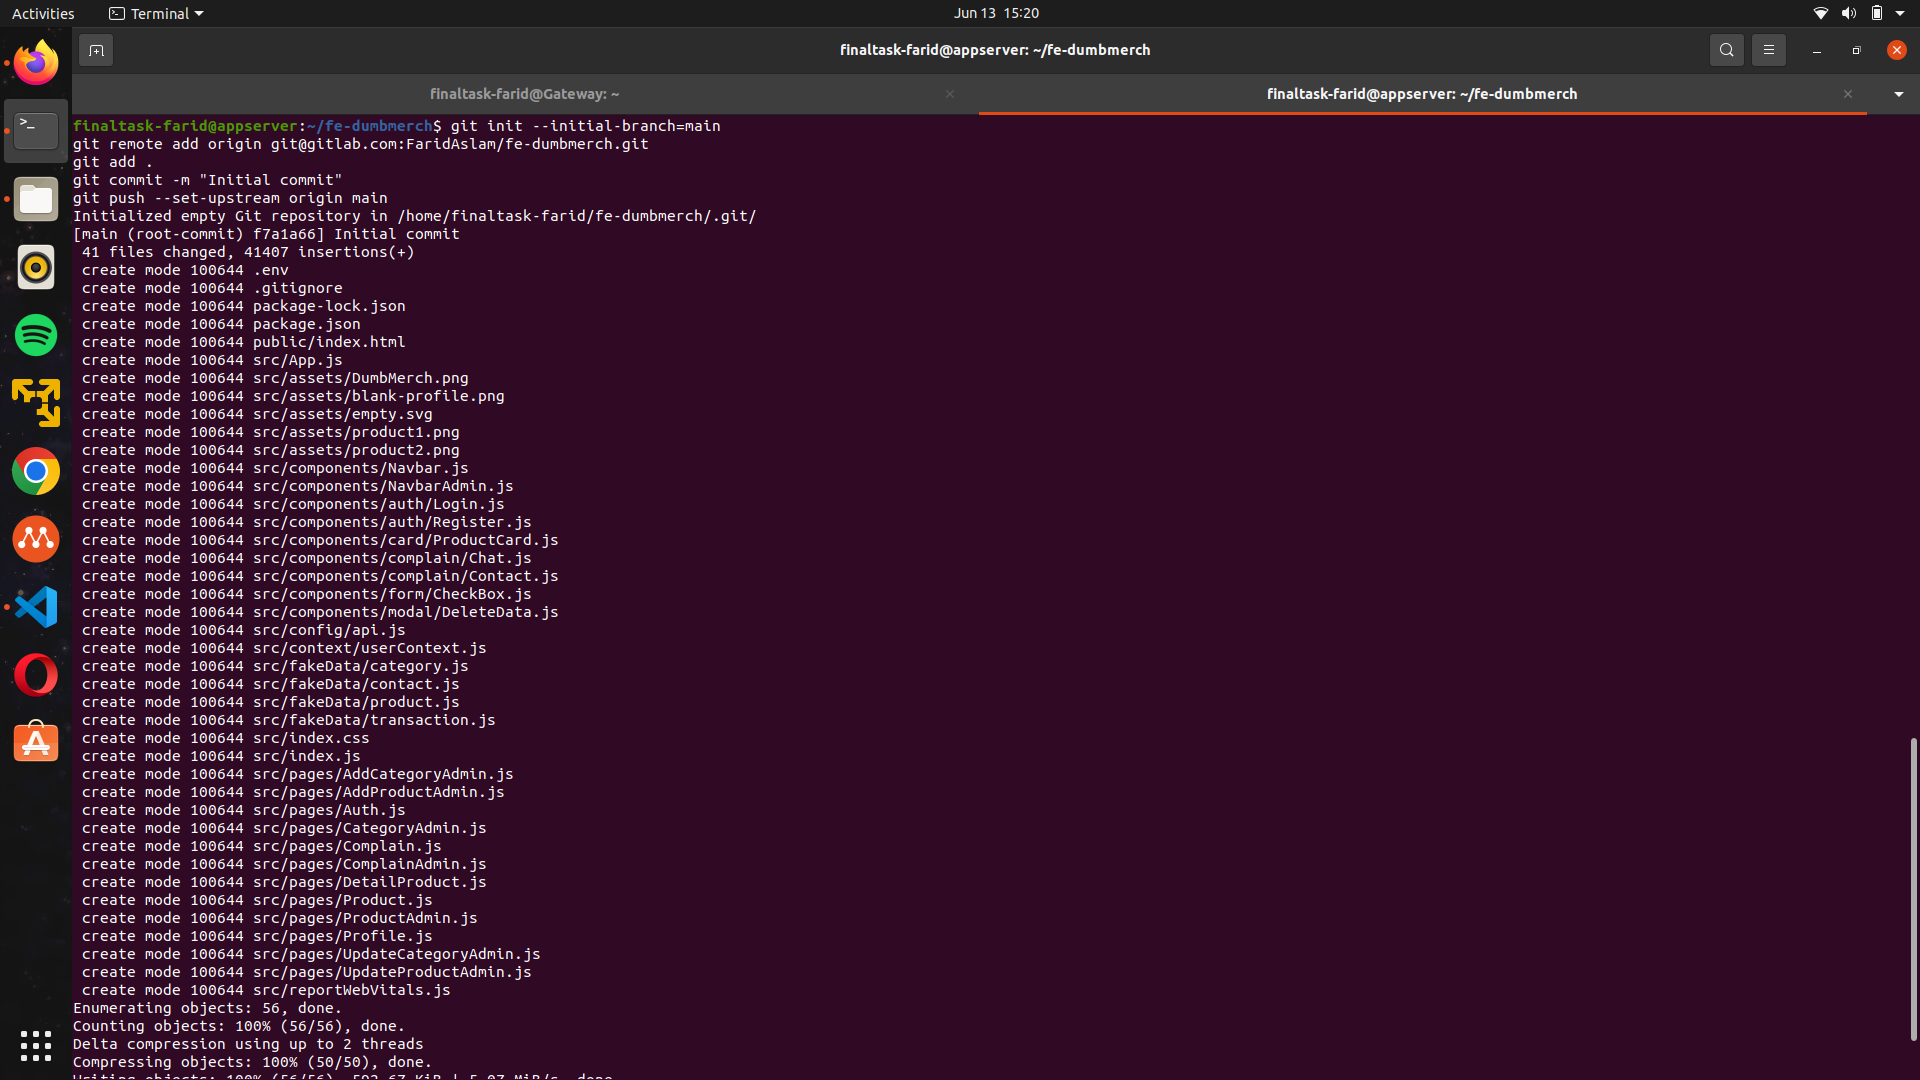 Activities
Terminal
Jun 13 15:20
finaltask-farid@appserver: ~/fe-dumbmerch
finaltask-farid@Gateway: ~
finaltask-farid@appserver: ~/fe-dumbmerch
finaltask-farid@appserver:~/fe-dumbmerch$ git init --initial-branch=main
git remote add origin git@gitlab.com:FaridAslam/fe-dumbmerch.git
git add .
git commit -m "Initial commit"
git push --set-upstream origin main
Initialized empty Git repository in /home/finaltask-farid/fe-dumbmerch/.git/
[main (root-commit) f7a1a66] Initial commit
 41 files changed, 41407 insertions(+)
 create mode 100644 .env
 create mode 100644 .gitignore
 create mode 100644 package-lock.json
 create mode 100644 package.json
 create mode 100644 public/index.html
 create mode 100644 src/App.js
 create mode 100644 src/assets/DumbMerch.png
 create mode 100644 src/assets/blank-profile.png
 create mode 100644 src/assets/empty.svg
 create mode 100644 src/assets/product1.png
 create mode 100644 src/assets/product2.png
 create mode 100644 src/components/Navbar.js
 create mode 100644 src/components/NavbarAdmin.js
 create mode 100644 src/components/auth/Login.js
 create mode 100644 src/components/auth/Register.js
 create mode 100644 src/components/card/ProductCard.js
 create mode 100644 src/components/complain/Chat.js
 create mode 100644 src/components/complain/Contact.js
 create mode 100644 src/components/form/CheckBox.js
 create mode 100644 src/components/modal/DeleteData.js
 create mode 100644 src/config/api.js
 create mode 100644 src/context/userContext.js
 create mode 100644 src/fakeData/category.js
 create mode 100644 src/fakeData/contact.js
 create mode 100644 src/fakeData/product.js
 create mode 100644 src/fakeData/transaction.js
 create mode 100644 src/index.css
 create mode 100644 src/index.js
 create mode 100644 src/pages/AddCategoryAdmin.js
 create mode 100644 src/pages/AddProductAdmin.js
 create mode 100644 src/pages/Auth.js
 create mode 100644 src/pages/CategoryAdmin.js
 create mode 100644 src/pages/Complain.js
 create mode 100644 src/pages/ComplainAdmin.js
 create mode 100644 src/pages/DetailProduct.js
 create mode 100644 src/pages/Product.js
 create mode 100644 src/pages/ProductAdmin.js
 create mode 100644 src/pages/Profile.js
 create mode 100644 src/pages/UpdateCategoryAdmin.js
 create mode 100644 src/pages/UpdateProductAdmin.js
 create mode 100644 src/reportWebVitals.js
Enumerating objects: 56, done.
Counting objects: 100% (56/56), done.
Delta compression using up to 2 threads
Compressing objects: 100% (50/50), done.
Writing objects: 100% (56/56), 592.67 KiB | 5.07 MiB/s, done.